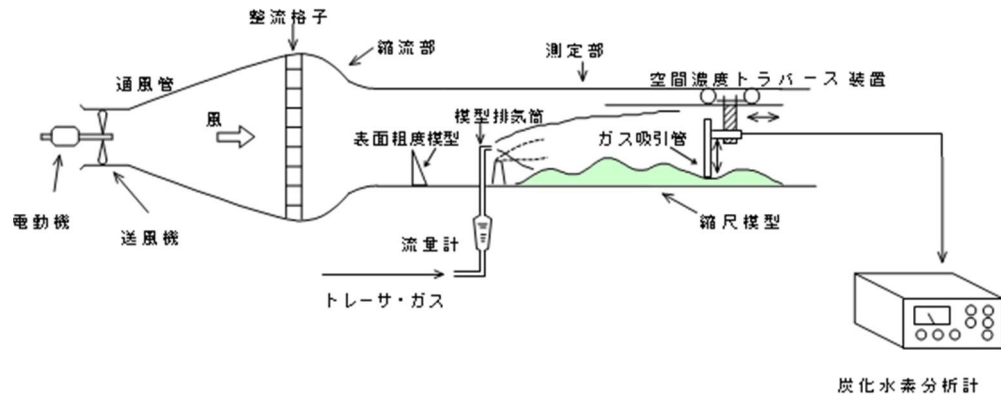 整流格子
縮流部
測定部
通風管
空間濃度トラバース装置
風
模型排気筒
表面粗度模型
ガス吸引管
電動機
送風機
流量計
縮尺模型
トレーサ・ガス
炭化水素分析計